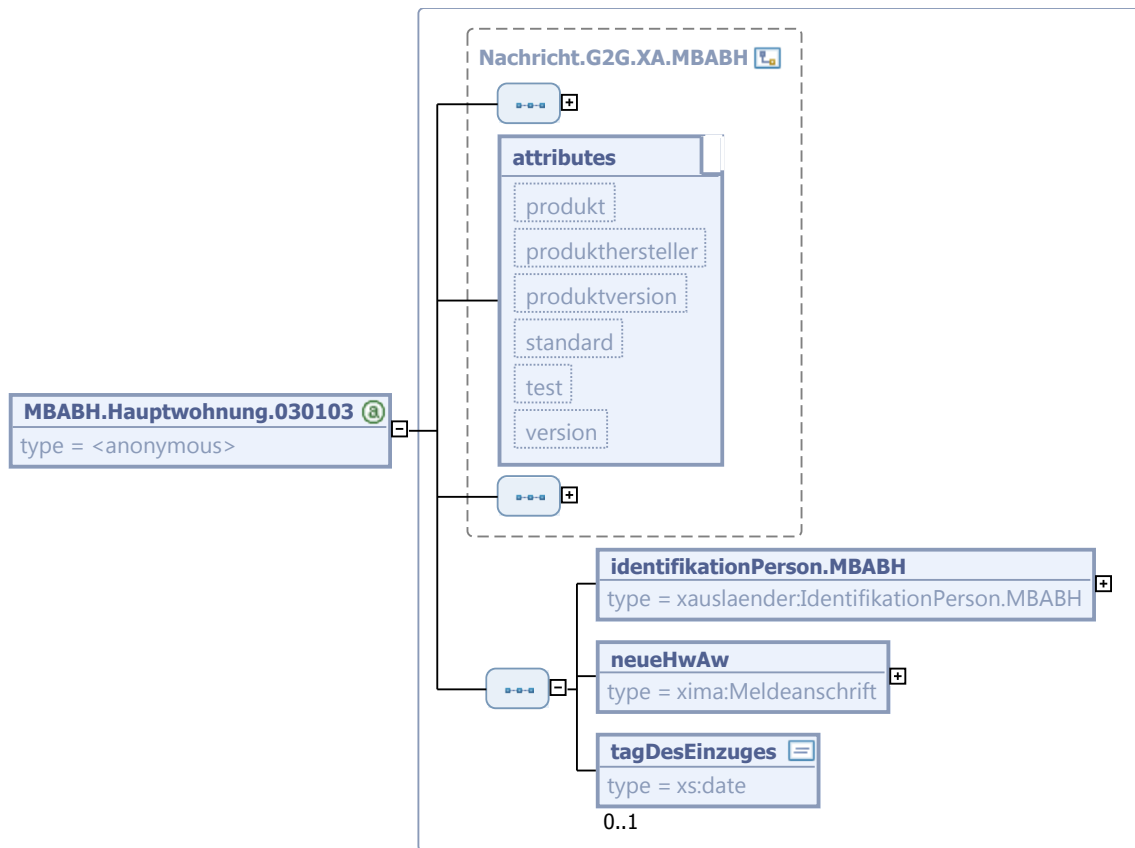 Nachricht.G2G.XA.MBABH
attributes
produkt
produkthersteller
produktversion
standard
test
version
MBABH.Hauptwohnung.030103 a
type = <anonymous>
identifikationPerson.MBABH
type = xauslaender:IdentifikationPerson.MBABH
neueHwAw
type = xima:Meldeanschrift
tagDesEinzuges
type = xs:date
0..1